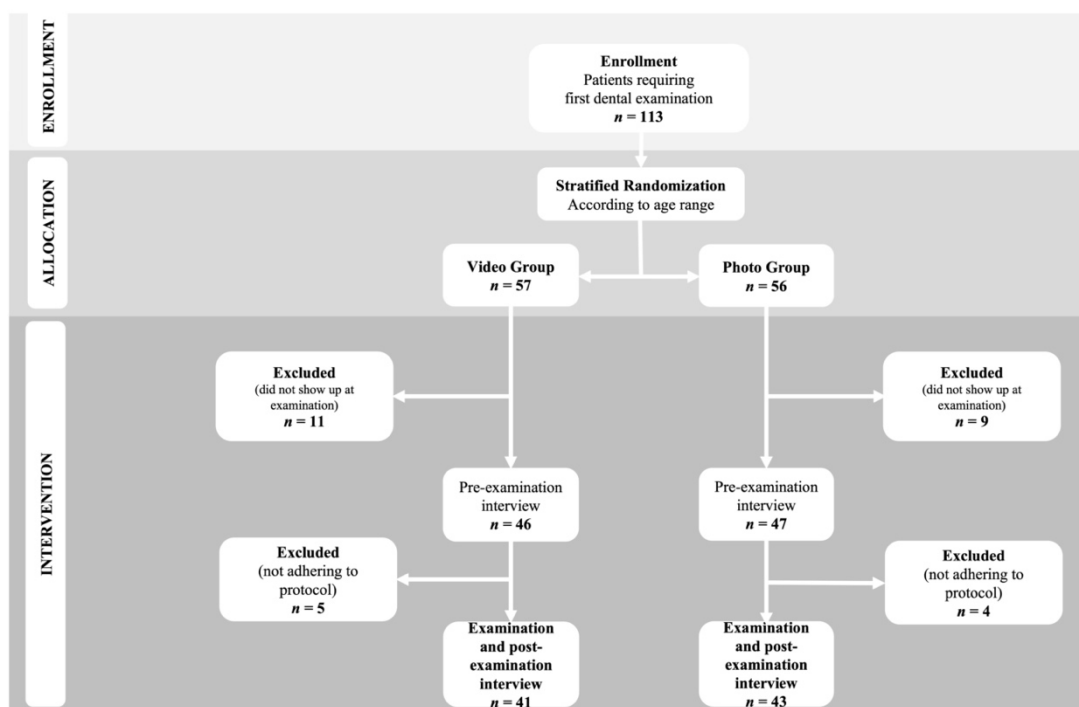 ENROLLMENT
Enrollment
Patients requiring
first dental examination
n = 113
ALLOCATION
Stratified Randomization
According to age range
Video Group
n = 57
Photo Group
n = 56
INTERVENTION
Excluded
(did not show up at
examination)
n = 11
Excluded
(did not show up at
examination)
n = 9
Pre-examination
interview
n = 46
Pre-examination
interview
n = 47
Excluded
(not adhering to
protocol)
n = 5
Excluded
(not adhering to
protocol)
n = 4
Examination
and post-
examination
interview
n = 41
Examination
and post-
examination
interview
n = 43